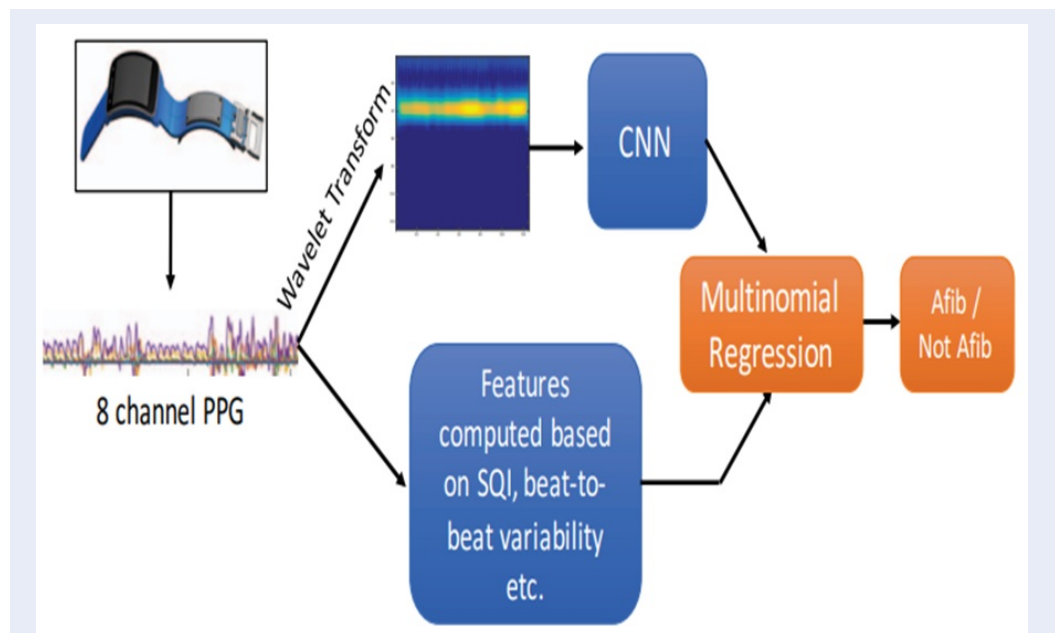 Wavelet Transform
CNN
8 channel PPG
Features
computed based
on SQI, beat-to-
beat variability
etc.
Multinomial
Regression
Afib /
Not Afib